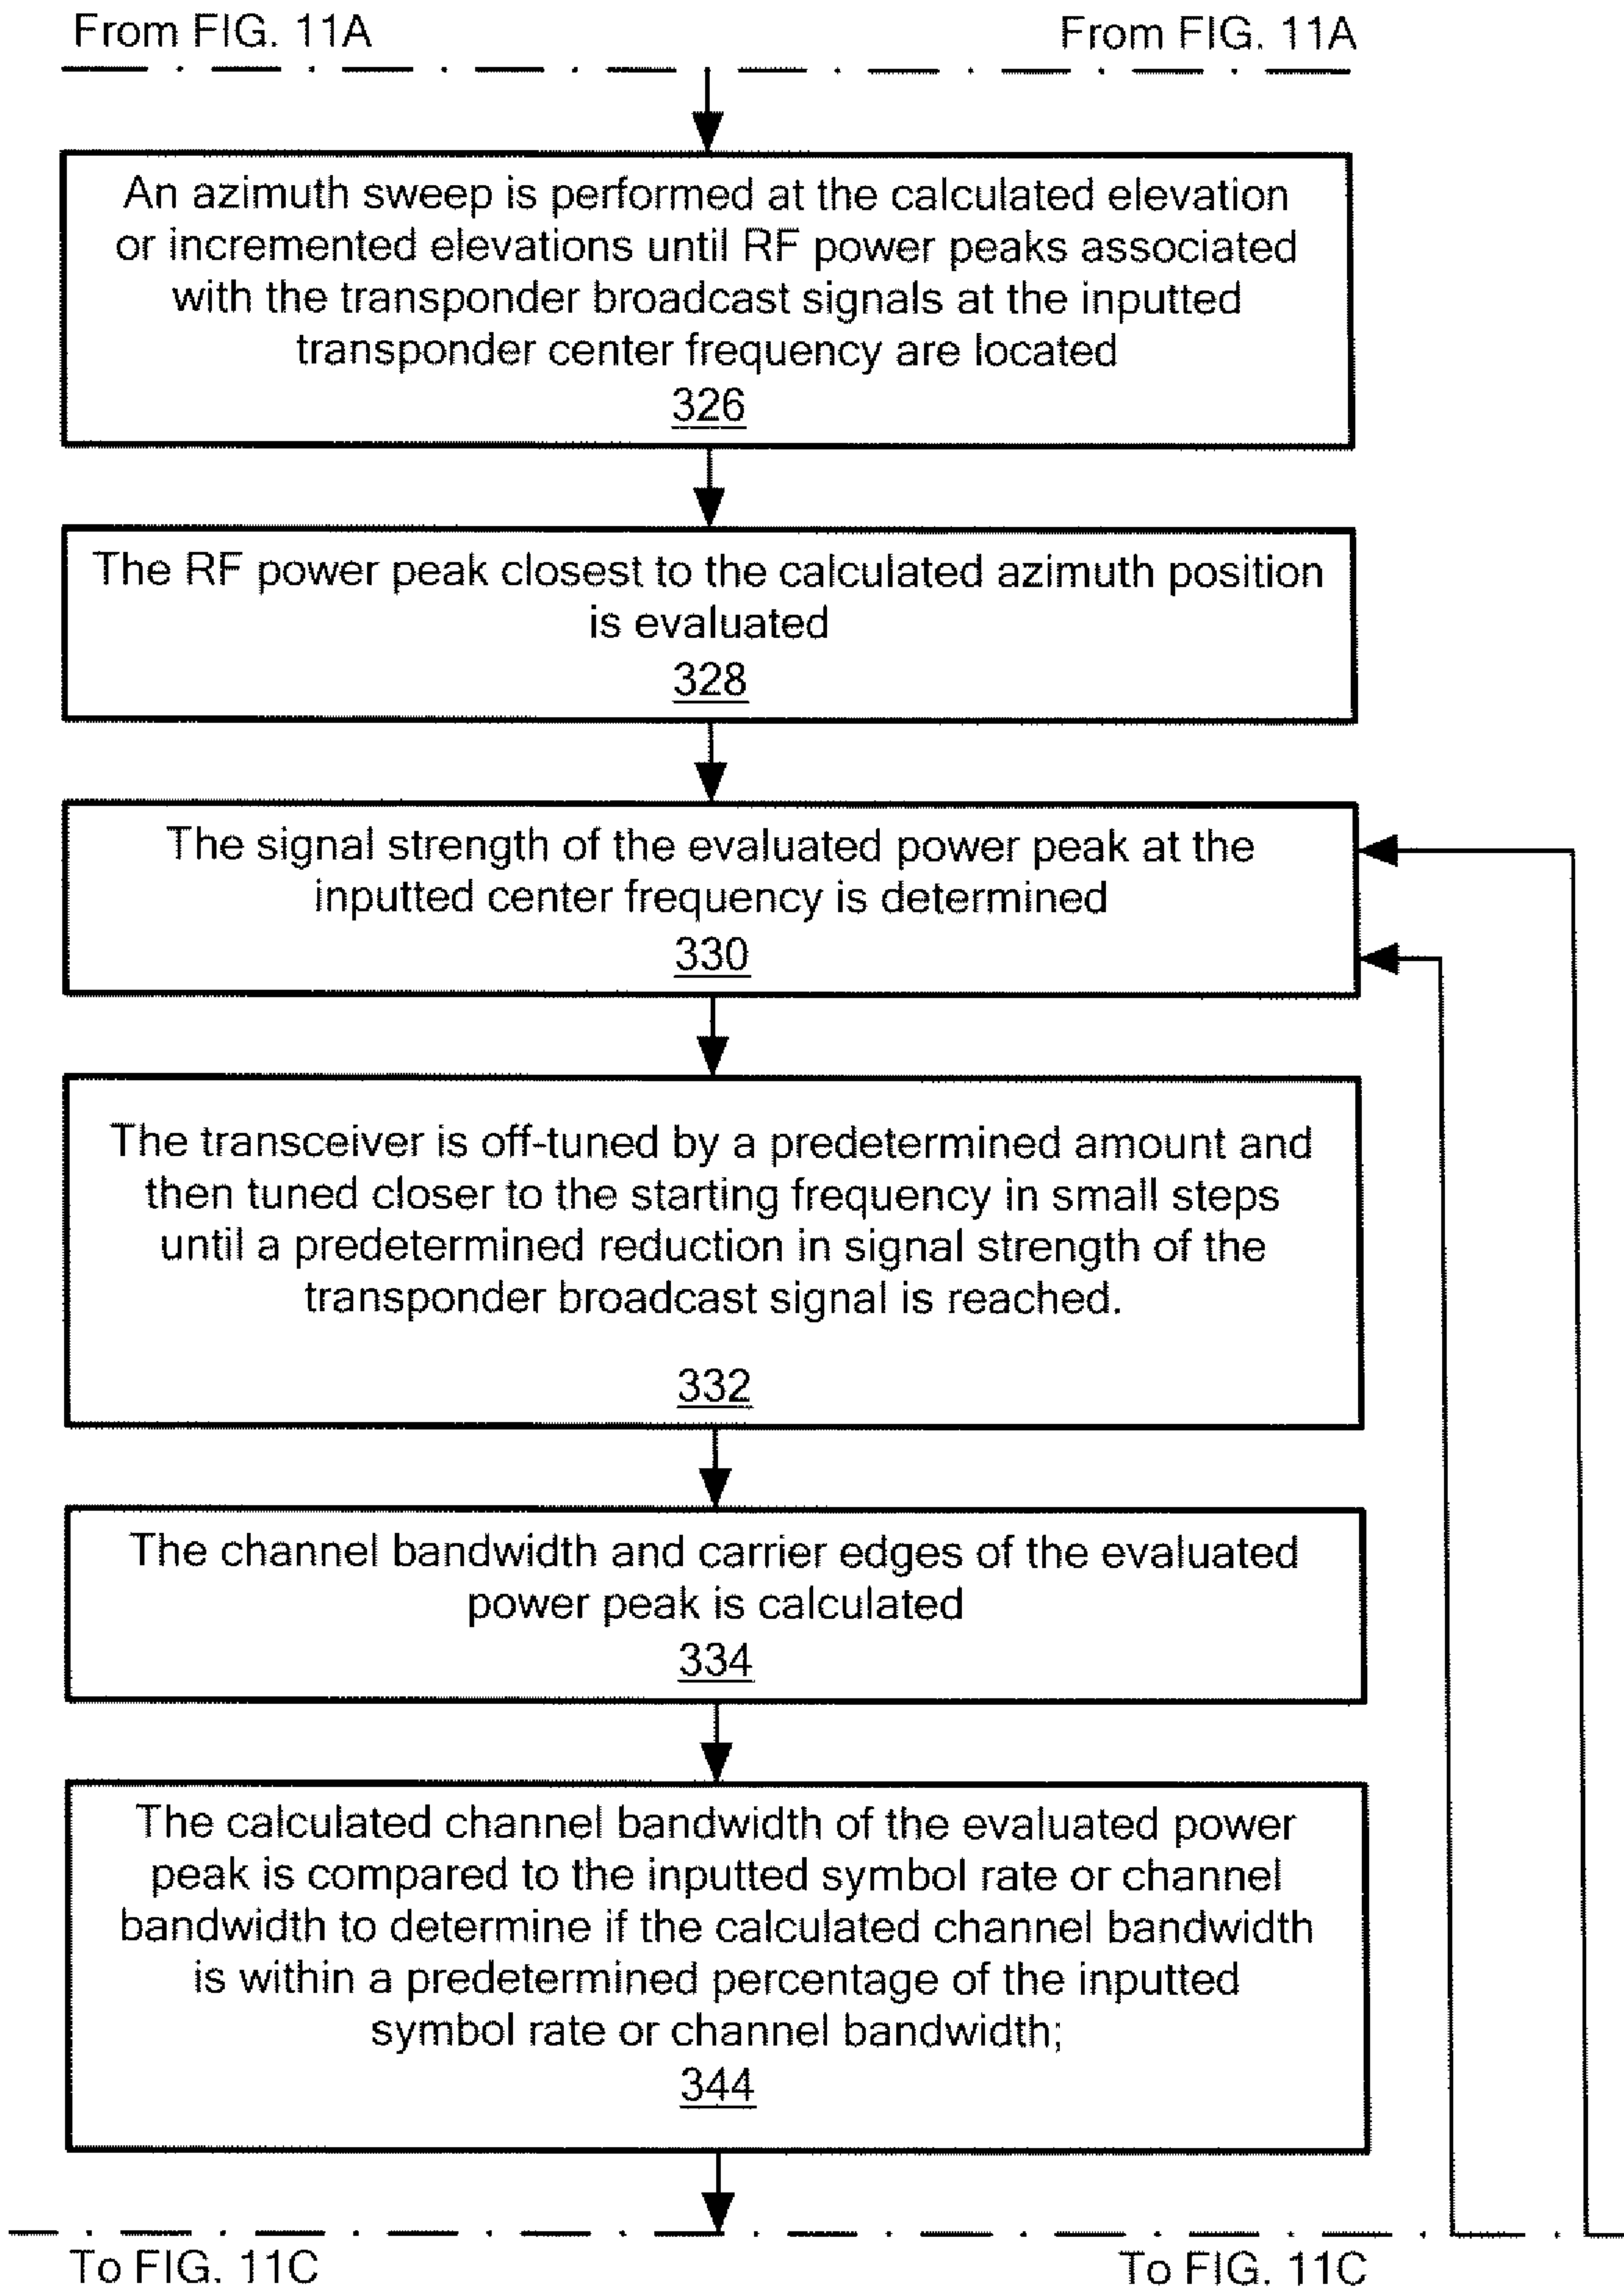 From FIG. 11A
From FIG. 11A
An azimuth sweep is performed at the calculated elevation
or incremented elevations until RF power peaks associated
with the transponder broadcast signals at the inputted
transponder center frequency are located
326
The RF power peak closest to the calculated azimuth position
is evaluated
328
The signal strength of the evaluated power peak at the
inputted center frequency is determined
330
The transceiver is off-tuned by a predetermined amount and
then tuned closer to the starting frequency in small steps
until a predetermined reduction in signal strength of the
transponder broadcast signal is reached.
332
The channel bandwidth and carrier edges of the evaluated
power peak is calculated
334
The calculated channel bandwidth of the evaluated power
peak is compared to the inputted symbol rate or channel
bandwidth to determine if the calculated channel bandwidth
is within a predetermined percentage of the inputted
symbol rate or channel bandwidth;
344
To FIG. 11C
To FIG. 11C